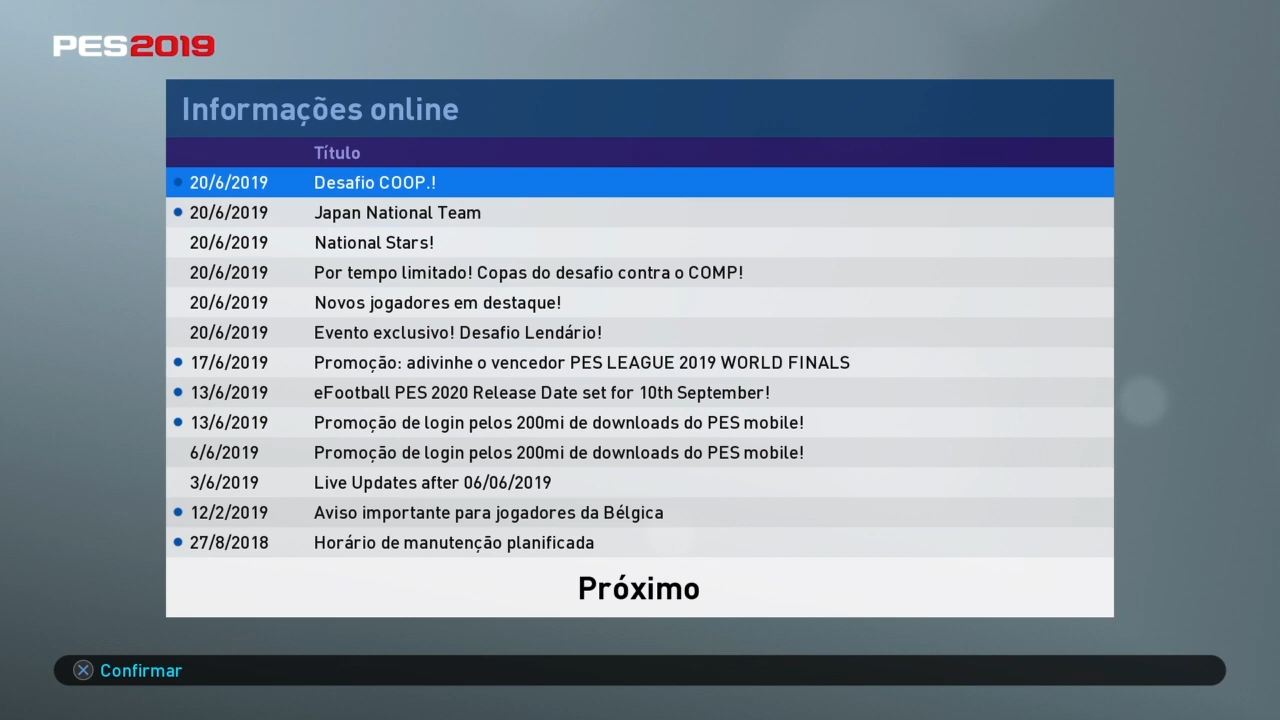 PES2019
Informações online
Título
20/6/2019 Desafio COOP.!
20/6/2019 Japan National Team
20/6/2019 National Stars!
20/6/2019 Por tempo limitado! Copas do desafio contra o COMP!
20/6/2019 Novos jogadores em destaque!
20/6/2019 Evento exclusivo! Desafio Lendário!
17/6/2019 Promoção: adivinhe o vencedor PES LEAGUE 2019 WORLD FINALS
13/6/2019 eFootball PES 2020 Release Date set for 10th September!
13/6/2019 Promoção de login pelos 200mi de downloads do PES mobile!
6/6/2019 Promoção de login pelos 200mi de downloads do PES mobile!
3/6/2019 Live Updates after 06/06/2019
12/2/2019 Aviso importante para jogadores da Bélgica
27/8/2018 Horário de manutenção planificada
Próximo
Confirmar